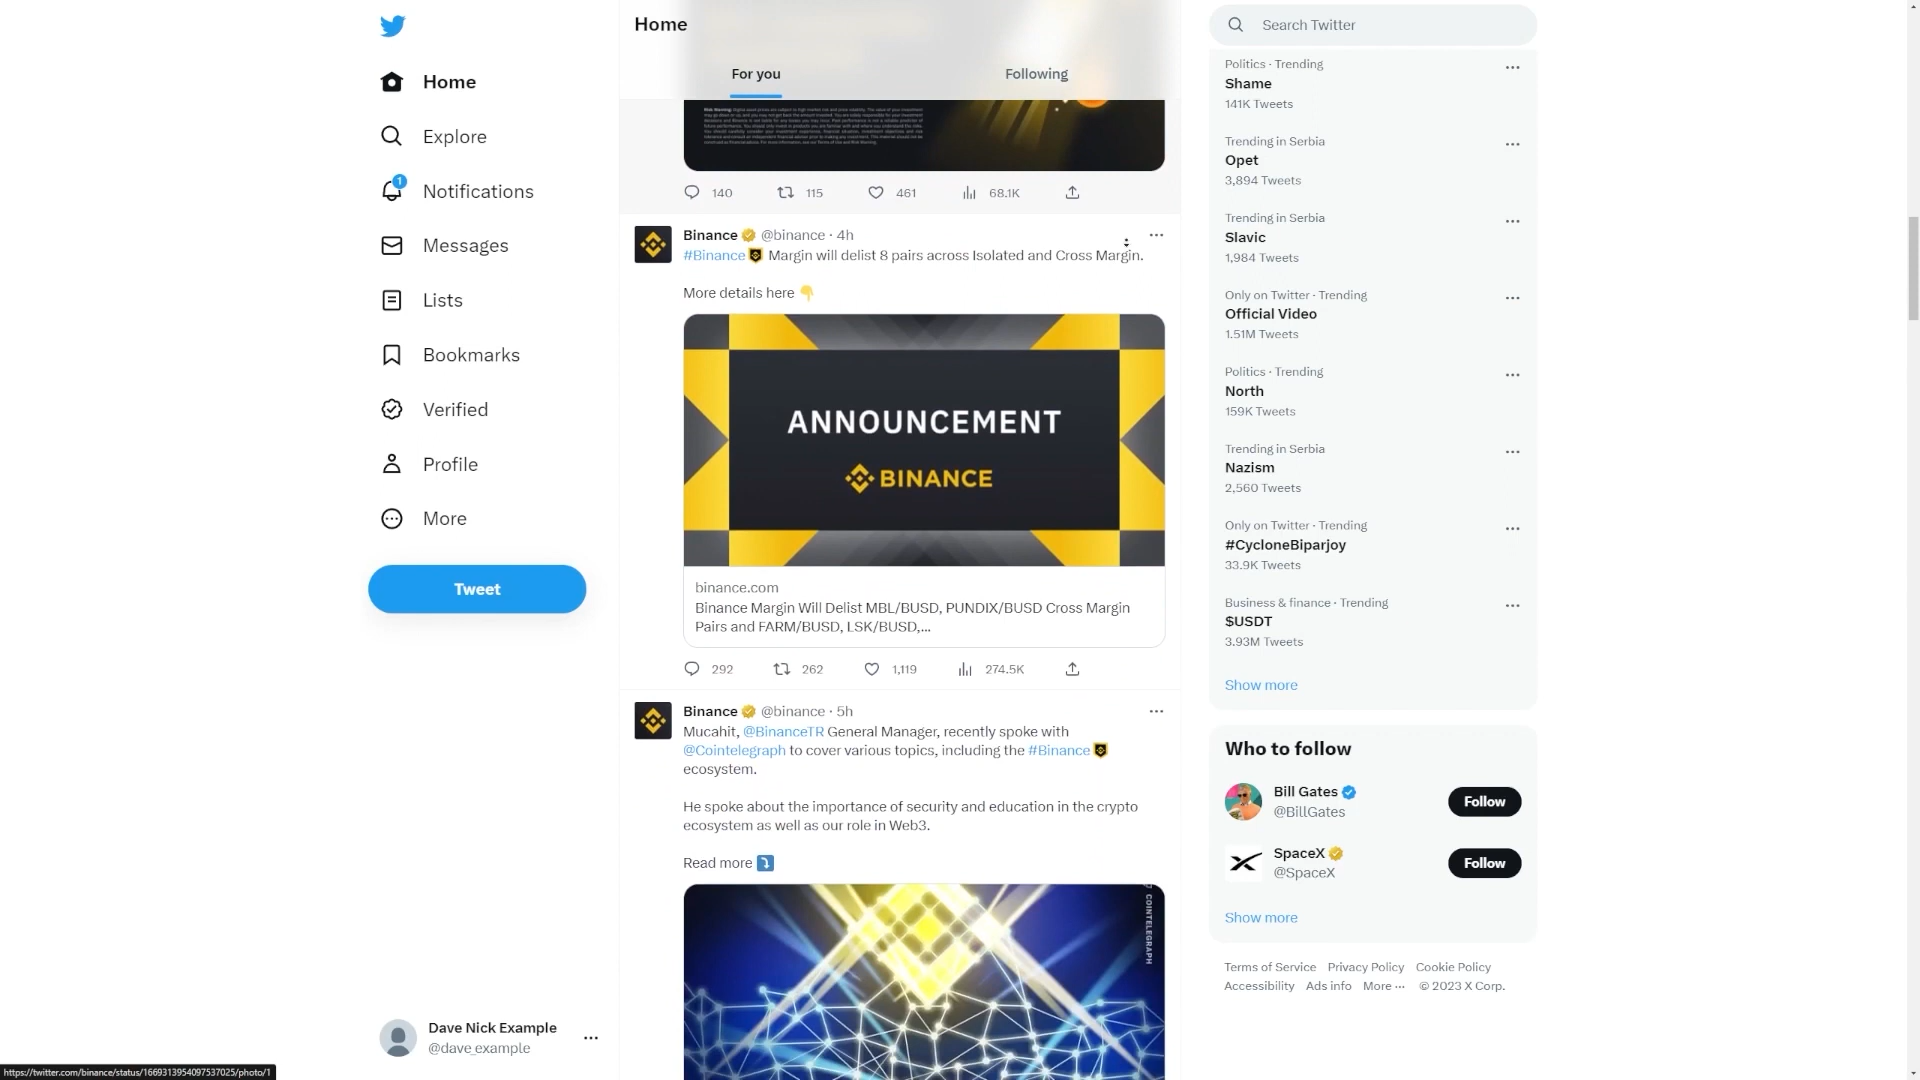 Home
Explore
Notifications
1
Messages
Lists
Bookmarks
Verified
Profile
More
Tweet
Dave Nick Example
@dave_example
https://twitter.com/binance/status/1669313954097537025/photo/1
Home
For you
Following
140 115 461 68.1K
Binance @binance · 4h
#Binance Margin will delist 8 pairs across Isolated and Cross Margin.
More details here
ANNOUNCEMENT
BINANCE
binance.com
Binance Margin Will Delist MBL/BUSD, PUNDIX/BUSD Cross Margin
Pairs and FARM/BUSD, LSK/BUSD,...
292 262 1,119 274.5K
Binance @binance · 5h
Mucahit, @BinanceTR General Manager, recently spoke with
@Cointelegraph to cover various topics, including the #Binance
ecosystem.
He spoke about the importance of security and education in the crypto
ecosystem as well as our role in Web3.
Read more
COINTELEGRAPH
Search Twitter
Politics · Trending
Shame
141K Tweets
Trending in Serbia
Opet
3,894 Tweets
Trending in Serbia
Slavic
1,984 Tweets
Only on Twitter · Trending
Official Video
1.51M Tweets
Politics · Trending
North
159K Tweets
Trending in Serbia
Nazism
2,560 Tweets
Only on Twitter · Trending
#CycloneBiparjoy
33.9K Tweets
Business & finance · Trending
$USDT
3.93M Tweets
Show more
Who to follow
Bill Gates
@BillGates
Follow
SpaceX
@SpaceX
Follow
Show more
Terms of Service Privacy Policy Cookie Policy
Accessibility Ads info More ··· © 2023 X Corp.